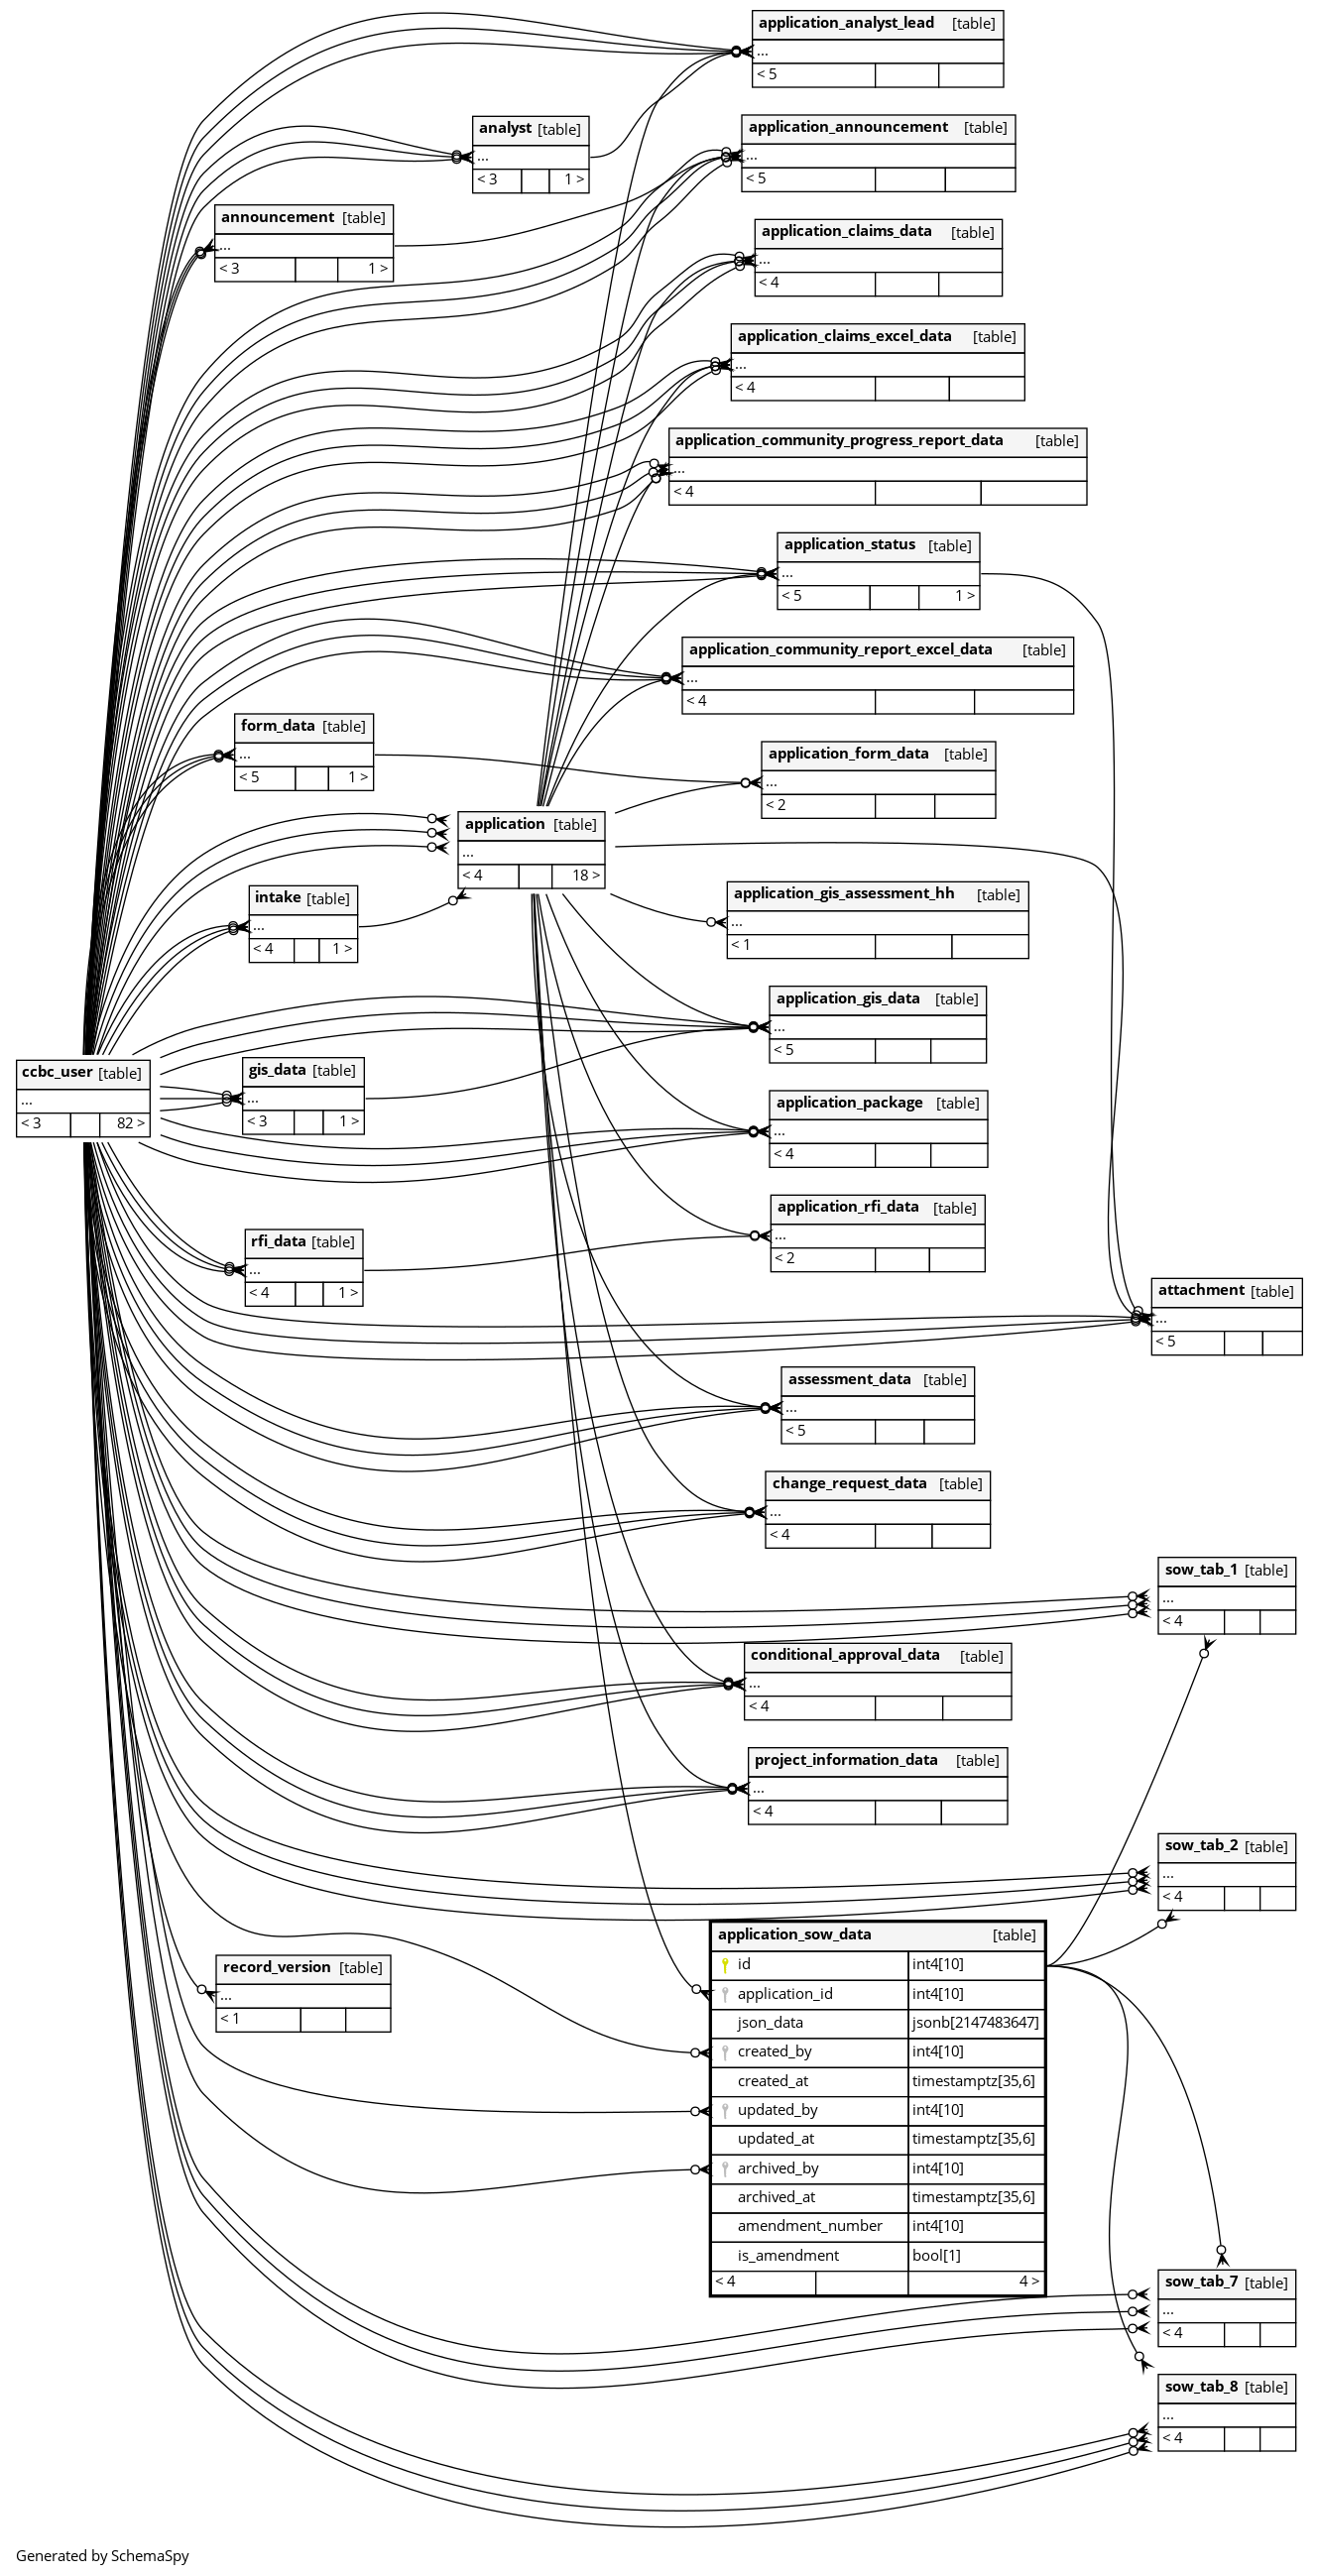 application_analyst_lead [table]
...
< 5
analyst [table]
...
< 3 1 >
application_announcement [table]
...
< 5
announcement [table]
...
< 3 1 >
application_claims_data [table]
...
< 4
application_claims_excel_data [table]
...
< 4
application_community_progress_report_data [table]
...
< 4
application_status [table]
...
< 5 1 >
application_community_report_excel_data [table]
...
< 4
form_data [table]
...
< 5 1 >
application_form_data [table]
...
< 2
application [table]
...
< 4 18 >
intake [table]
...
< 4 1 >
application_gis_assessment_hh [table]
...
< 1
application_gis_data [table]
...
< 5
ccbc_user [table]
...
< 3 82 >
gis_data [table]
...
< 3 1 >
application_package [table]
...
< 4
application_rfi_data [table]
...
< 2
rfi_data [table]
...
< 4 1 >
attachment [table]
...
< 5
assessment_data [table]
...
< 5
change_request_data [table]
...
< 4
sow_tab_1 [table]
...
< 4
conditional_approval_data [table]
...
< 4
project_information_data [table]
...
< 4
sow_tab_2 [table]
...
< 4
application_sow_data [table]
id int4[10]
application_id int4[10]
json_data jsonb[2147483647]
created_by int4[10]
created_at timestamptz[35,6]
updated_by int4[10]
updated_at timestamptz[35,6]
archived_by int4[10]
archived_at timestamptz[35,6]
amendment_number int4[10]
is_amendment bool[1]
< 4 4 >
record_version [table]
...
< 1
sow_tab_7 [table]
...
< 4
sow_tab_8 [table]
...
< 4
Generated by SchemaSpy